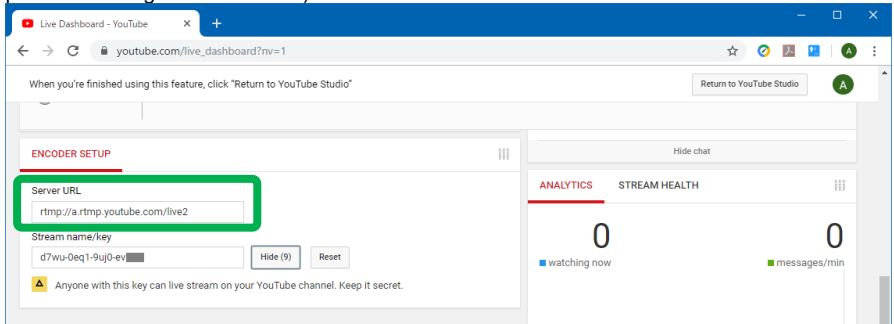 Live Dashboard - YouTube
youtube.com/live_dashboard?nv=1
A
When you're finished using this feature, click "Return to YouTube Studio"
Return to YouTube Studio
A
ENCODER SETUP
Hide chat
Server URL
rtmp://a.rtmp.youtube.com/live2
ANALYTICS STREAM HEALTH
Stream name/key
d7wu-0eq1-9uj0-ev
Hide (9)
Reset
0
watching now
0
messages/min
Anyone with this key can live stream on your YouTube channel. Keep it secret.